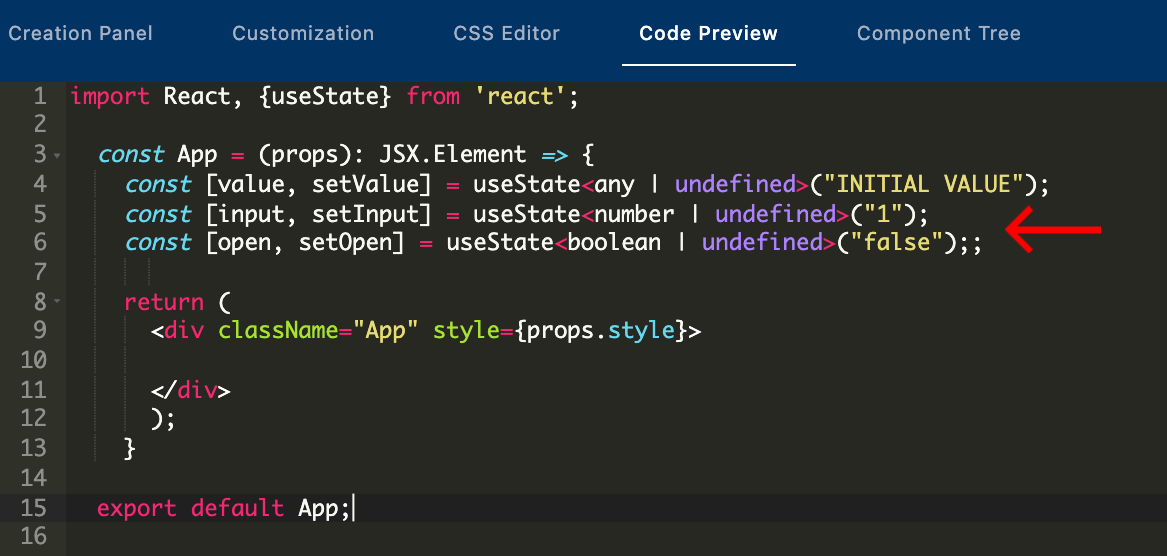 Creation Panel Customization CSS Editor Code Preview Component Tree
1 import React, {useState} from 'react';
2
3 const App = (props): JSX.Element => {
4 const [value, setValue] = useState<any | undefined>("INITIAL VALUE");
5 const [input, setInput] = useState<number | undefined>("1");
6 const [open, setOpen] = useState<boolean | undefined>("false");;
7
8 return (
9 <div className="App" style={props.style}>
10
11 </div>
12 );
13 }
14
15 export default App;
16